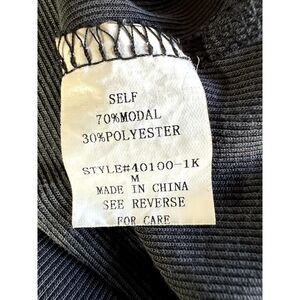 SELF
70%MODAL
30%POLYESTER
STYLE#40100-1K
M
MADE IN CHINA
SEE REVERSE
FOR CARE